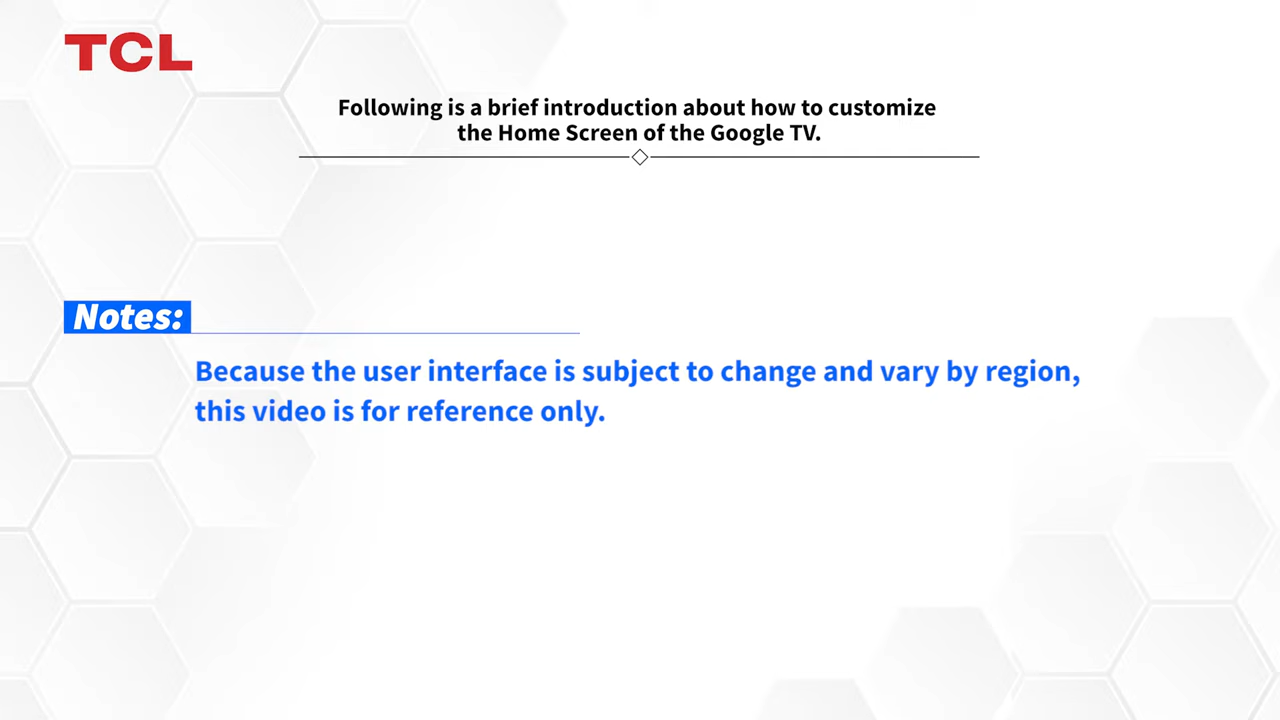 TCL
Following is a brief introduction about how to customize
the Home Screen of the Google TV.
Notes:
Because the user interface is subject to change and vary by region,
this video is for reference only.